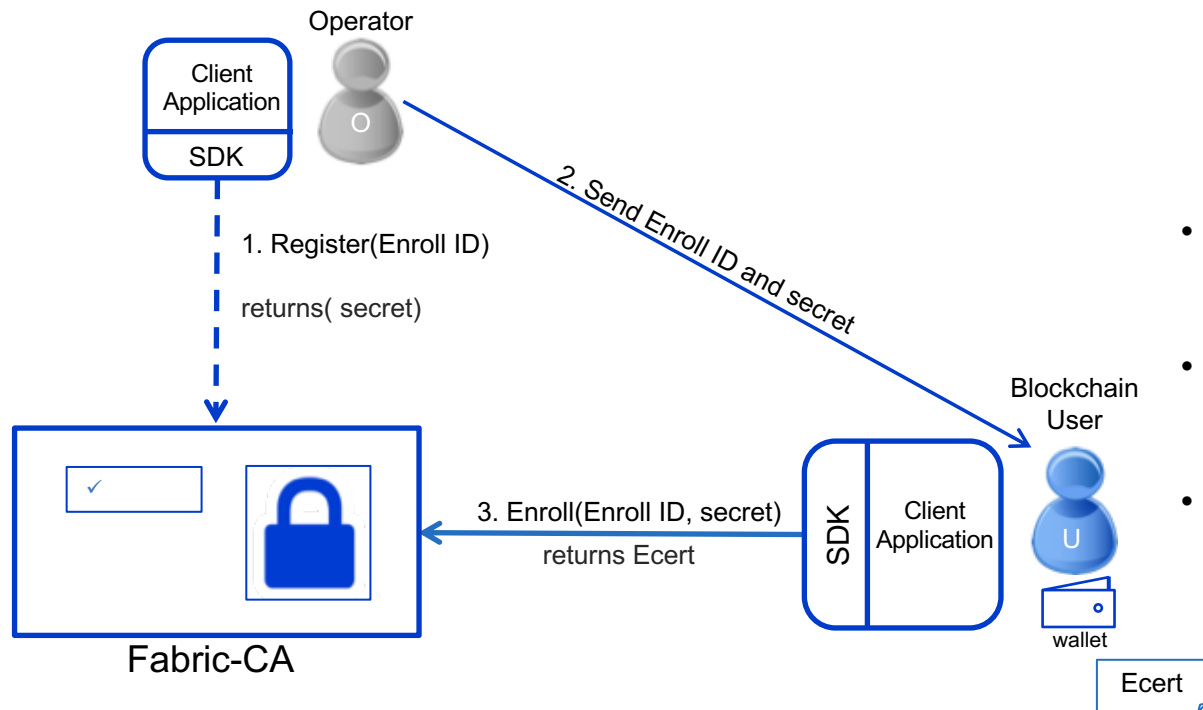 Operator
Client
Application
SDK
O
2. Send Enroll ID and secret
1. Register(Enroll ID)
returns( secret)
Blockchain
User
✓
3. Enroll(Enroll ID, secret)
returns Ecert
SDK
Client
Application
U
wallet
Fabric-CA
Ecert